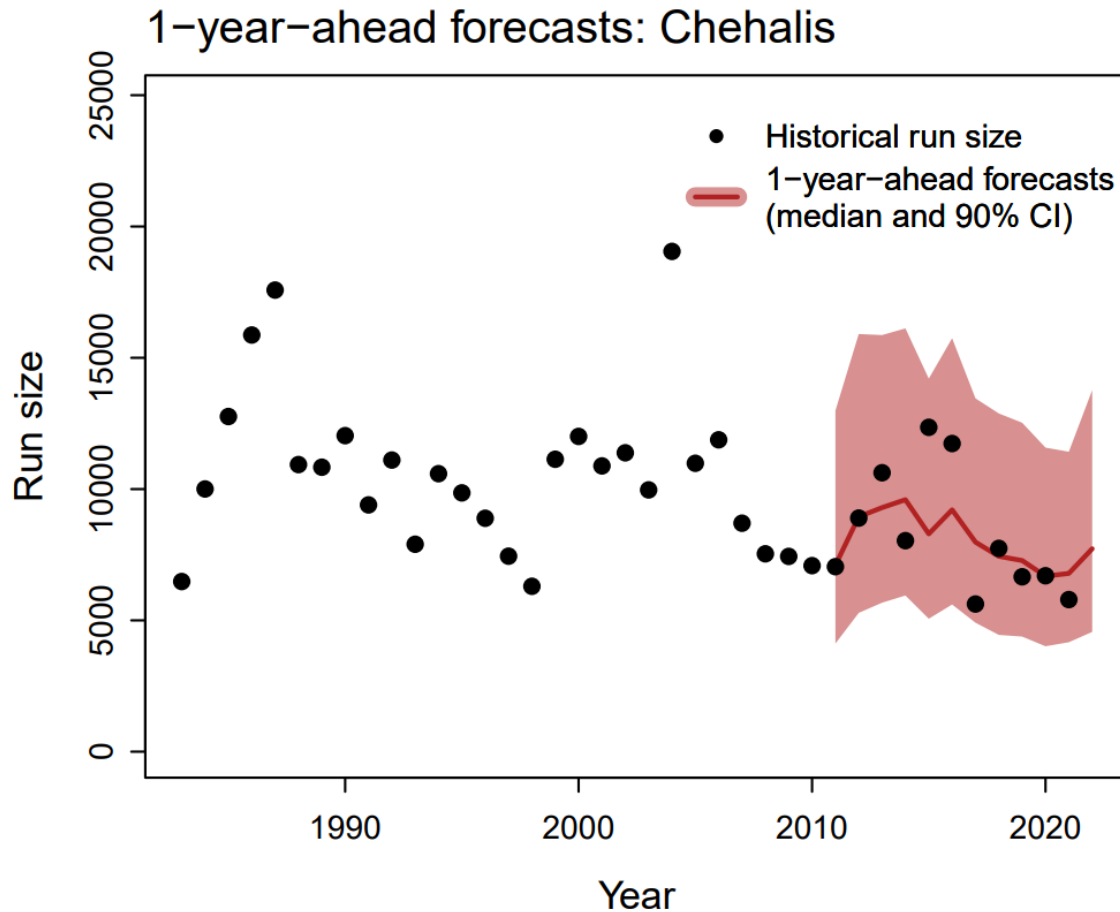 1−year−ahead forecasts: Chehalis
25000
20000
15000
10000
5000
0
Run size
Historical run size
1−year−ahead forecasts
(median and 90% CI)
1990
2000
2010
2020
Year